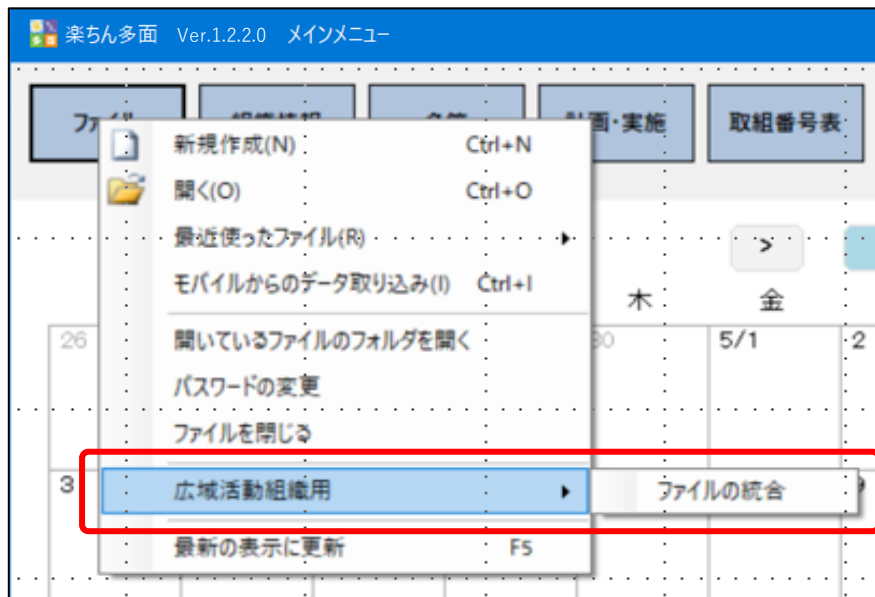 楽ちん多面 Ver.1.2.2.0 メインメニュー
ファイル 画・実施 取組番号表
新規作成(N) Ctrl+N
開く(O) Ctrl+O
最近使ったファイル(R)
>
モバイルからのデータ取り込み(I) Ctrl+I
木 金
26 開いているファイルのフォルダを開く 30 5/1 2
パスワードの変更
ファイルを閉じる
3 広域活動組織用 ファイルの統合 9
最新の表示に更新 F5